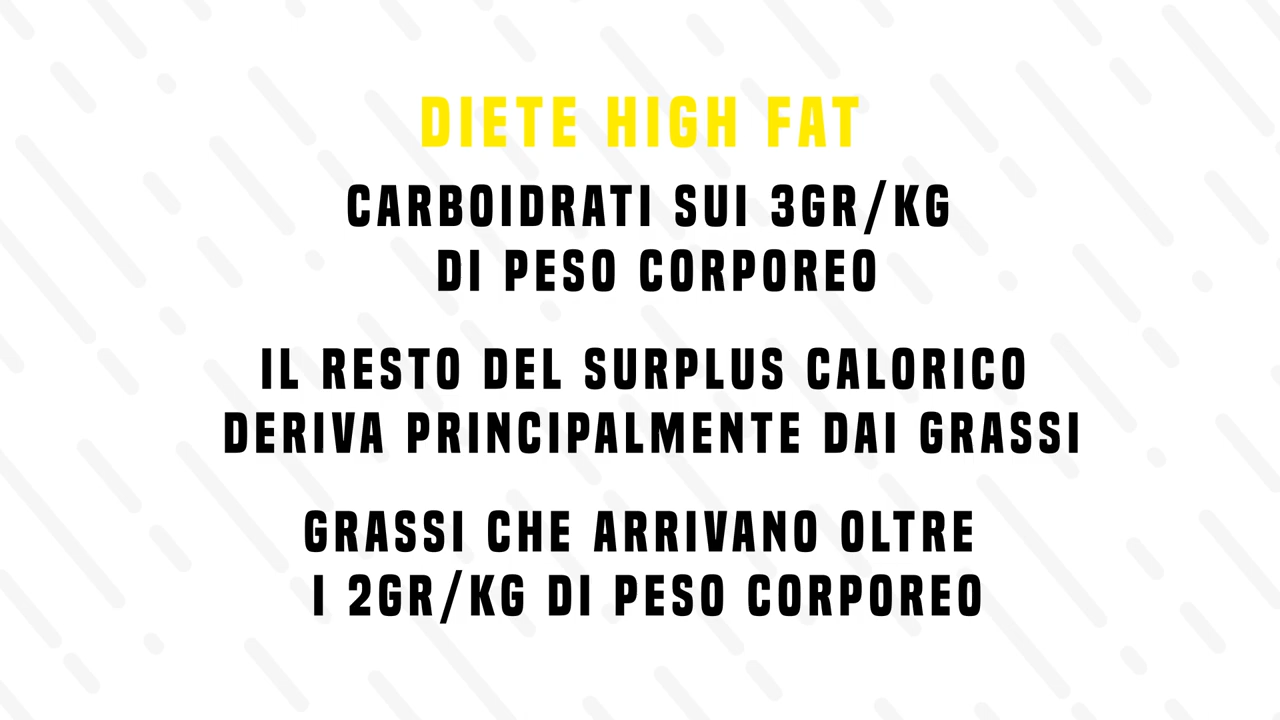 DIETE HIGH FAT
CARBOIDRATI SUI 3GR/KG
DI PESO CORPOREO
IL RESTO DEL SURPLUS CALORICO
DERIVA PRINCIPALMENTE DAI GRASSI
GRASSI CHE ARRIVANO OLTRE
I 2GR/KG DI PESO CORPOREO